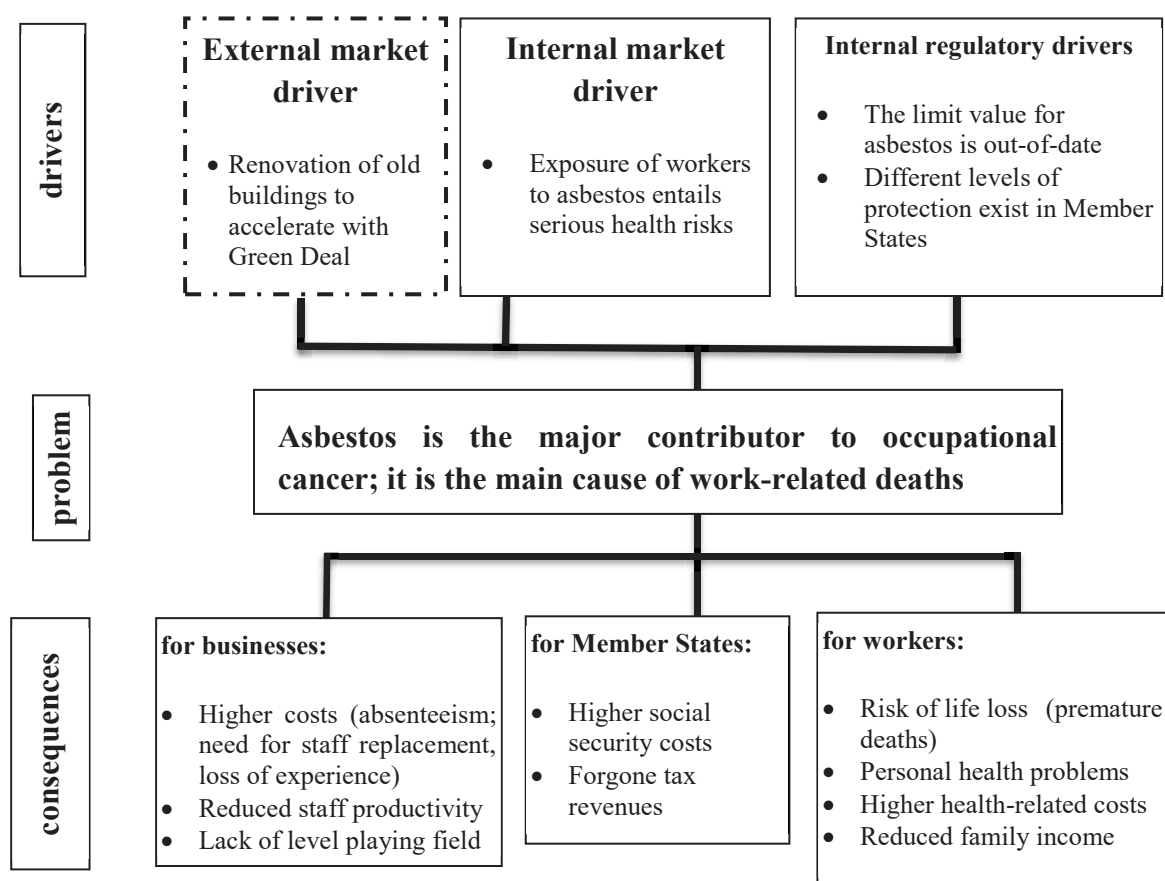 drivers
External market
driver
• Renovation of old
buildings to
accelerate with
Green Deal
Internal market
driver
• Exposure of workers
to asbestos entails
serious health risks
Internal regulatory drivers
• The limit value for
asbestos is out-of-date
• Different levels of
protection exist in Member
States
problem
Asbestos is the major contributor to occupational
cancer; it is the main cause of work-related deaths
consequences
for businesses:
• Higher costs (absenteeism;
need for staff replacement,
loss of experience)
• Reduced staff productivity
• Lack of level playing field
for Member States:
• Higher social
security costs
• Forgone tax
revenues
for workers:
• Risk of life loss (premature
deaths)
• Personal health problems
• Higher health-related costs
• Reduced family income